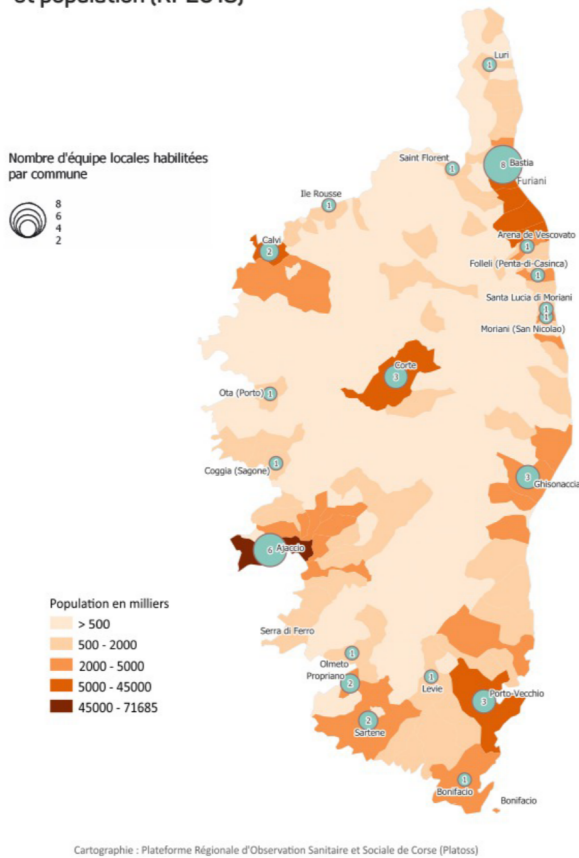 et population (RP2018)
Luri
1
Nombre d'équipe locales habilitées
par commune
8
6
4
2
Saint Florent
1
8 Bastia
Furiani
Ile Rousse
1
Calvi
2
Arena de Vescovato
1
Folleli (Penta-di-Casinca)
1
Santa Lucia di Moriani
1
1
Moriani (San Nicolao)
Corte
3
Ota (Porto)
1
Coggia (Sagone)
1
3
Ghisonaccia
6 Ajaccio
Population en milliers
> 500
500 - 2000
2000 - 5000
5000 - 45000
45000 - 71685
Serra di Ferro
1
Olmeto
Propriano
2
1
Levie
Porto-Vecchio
3
2
Sartene
1
Bonifacio
Bonifacio
Cartographie : Plateforme Régionale d'Observation Sanitaire et Sociale de Corse (Platoss)